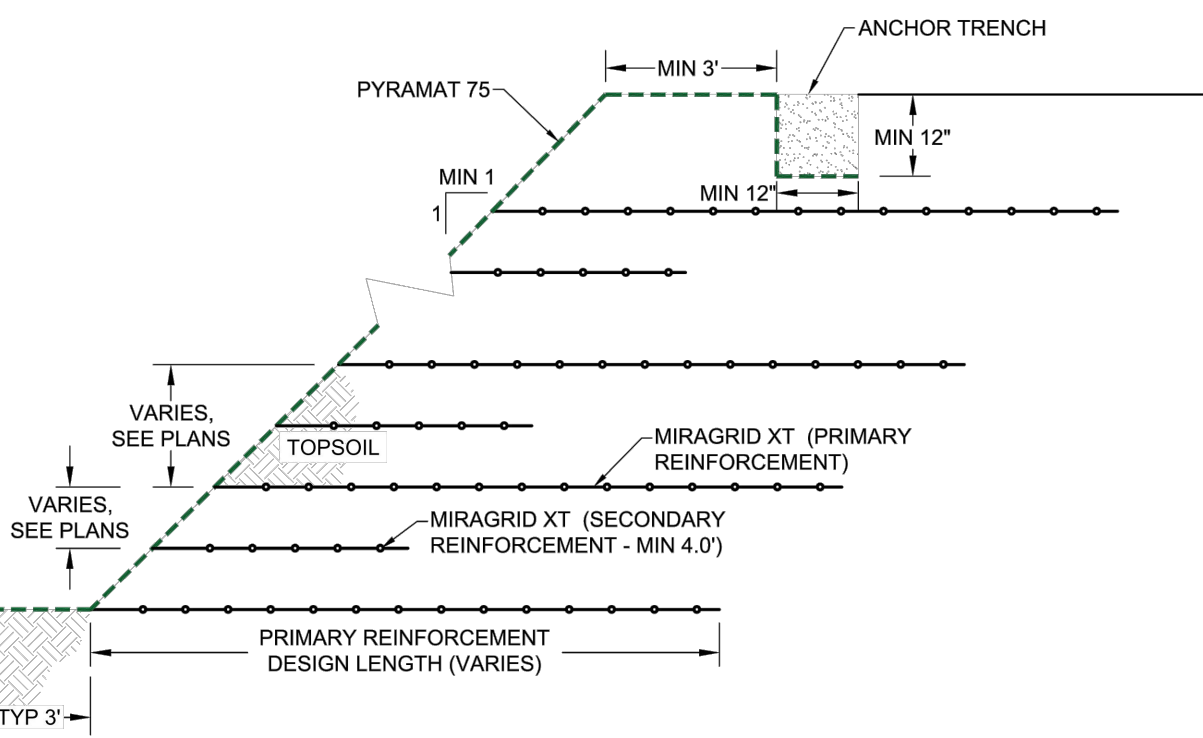 ANCHOR TRENCH
MIN 3'
PYRAMAT 75
MIN 12"
MIN 1
1
MIN 12"
VARIES,
SEE PLANS
TOPSOIL
MIRAGRID XT (PRIMARY
REINFORCEMENT)
VARIES,
SEE PLANS
MIRAGRID XT (SECONDARY
REINFORCEMENT - MIN 4.0')
PRIMARY REINFORCEMENT
DESIGN LENGTH (VARIES)
TYP 3'